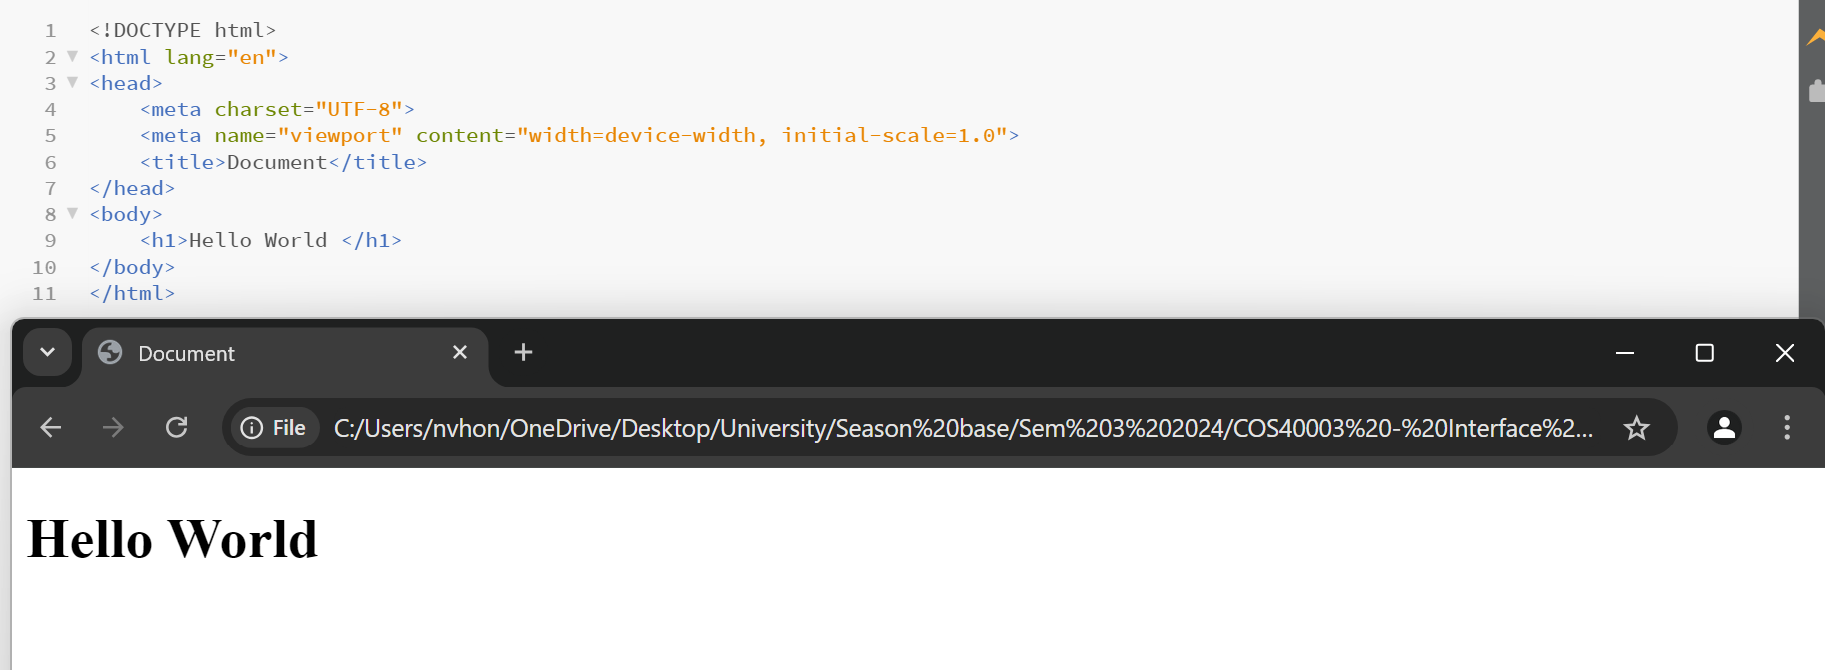 1 <!DOCTYPE html>
2 <html lang="en">
3 <head>
4     <meta charset="UTF-8">
5     <meta name="viewport" content="width=device-width, initial-scale=1.0">
6     <title>Document</title>
7 </head>
8 <body>
9     <h1>Hello World </h1>
10 </body>
11 </html>
Document
File C:/Users/nvhon/OneDrive/Desktop/University/Season%20base/Sem%203%202024/COS40003%20-%20Interface%2...
Hello World